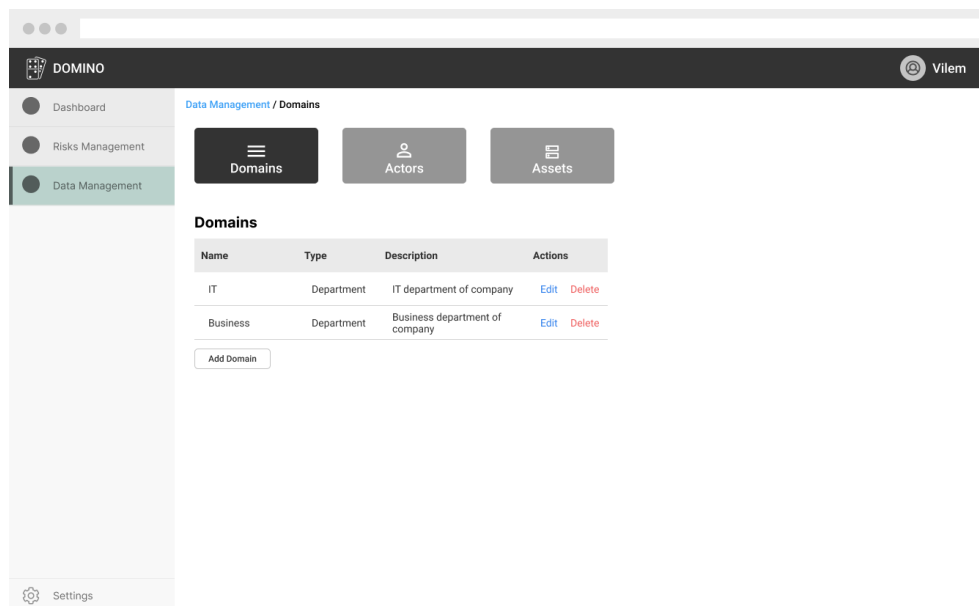 DOMINO
Vilem
Dashboard
Risks Management
Data Management
Settings
Data Management / Domains
Domains
Actors
Assets
Domains
Name Type Description Actions
IT Department IT department of company Edit Delete
Business Department Business department of
company Edit Delete
Add Domain